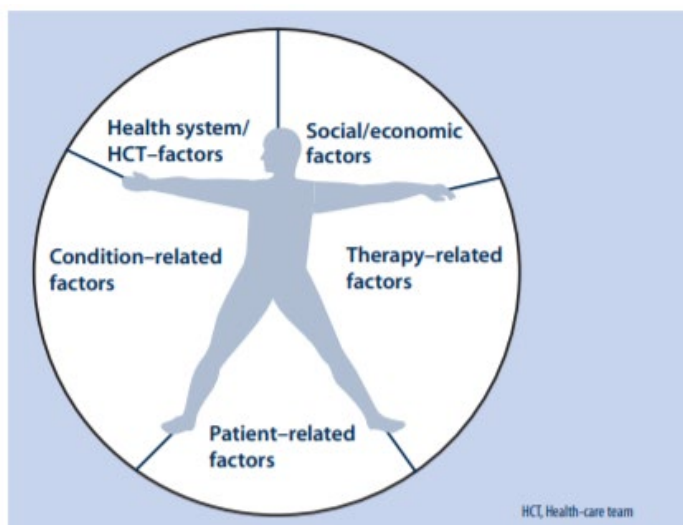 Health system/
HCT–factors
Social/economic
factors
Condition–related
factors
Therapy–related
factors
Patient–related
factors
HCT, Health-care team